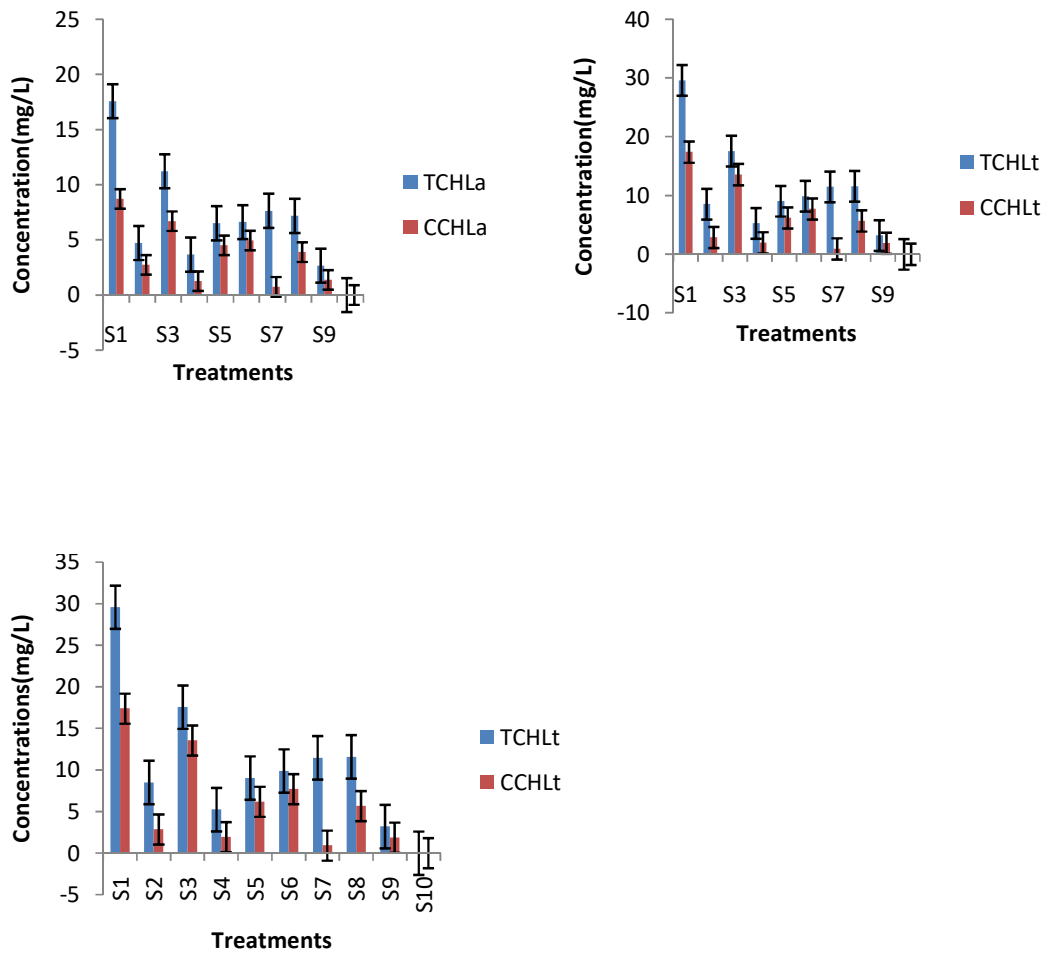 25
20
15
10
5
0
-5
Concentration(mg/L)
S1 S3 S5 S7 S9
Treatments
TCHLa
CCHLa
40
30
20
10
0
-10
Concentration(mg/L)
S1 S3 S5 S7 S9
Treatments
TCHLt
CCHLt
35
30
25
20
15
10
5
0
-5
Concentrations(mg/L)
S1 S2 S3 S4 S5 S6 S7 S8 S9 S10
Treatments
TCHLt
CCHLt